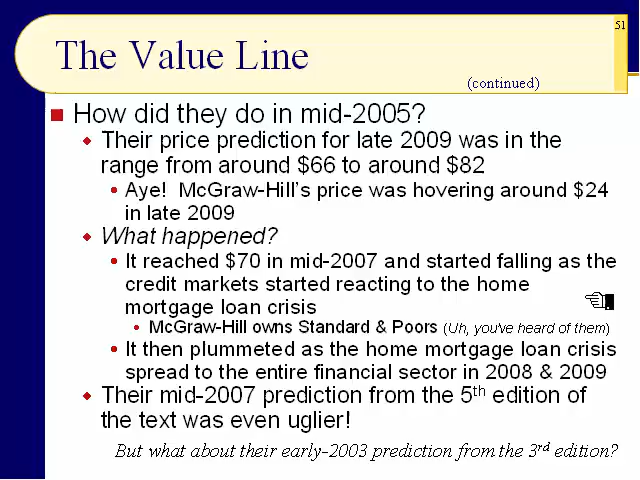 51
The Value Line
(continued)
How did they do in mid-2005?
Their price prediction for late 2009 was in the
range from around $66 to around $82
Aye! McGraw-Hill's price was hovering around $24
in late 2009
What happened?
It reached $70 in mid-2007 and started falling as the
credit markets started reacting to the home
mortgage loan crisis
McGraw-Hill owns Standard & Poors (Uh, you've heard of them)
It then plummeted as the home mortgage loan crisis
spread to the entire financial sector in 2008 & 2009
Their mid-2007 prediction from the 5th edition of
the text was even uglier!
But what about their early-2003 prediction from the 3rd edition?